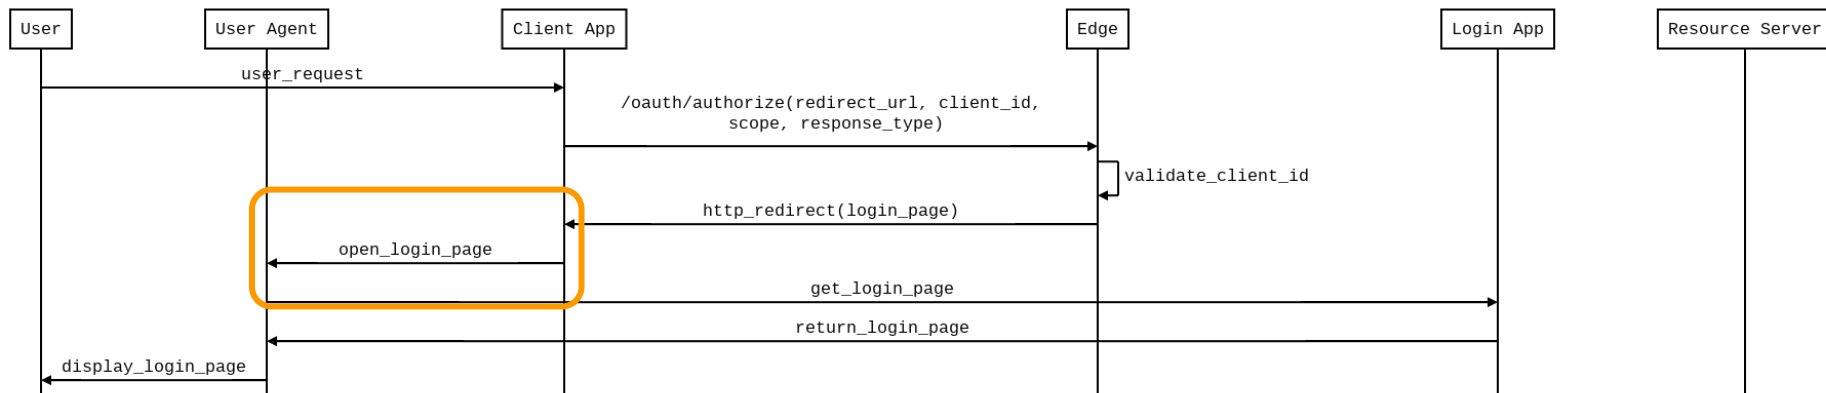 User
User Agent
Client App
Edge
Login App
Resource Server
user_request
/oauth/authorize(redirect_url, client_id,
scope, response_type)
validate_client_id
http_redirect(login_page)
open_login_page
get_login_page
return_login_page
display_login_page